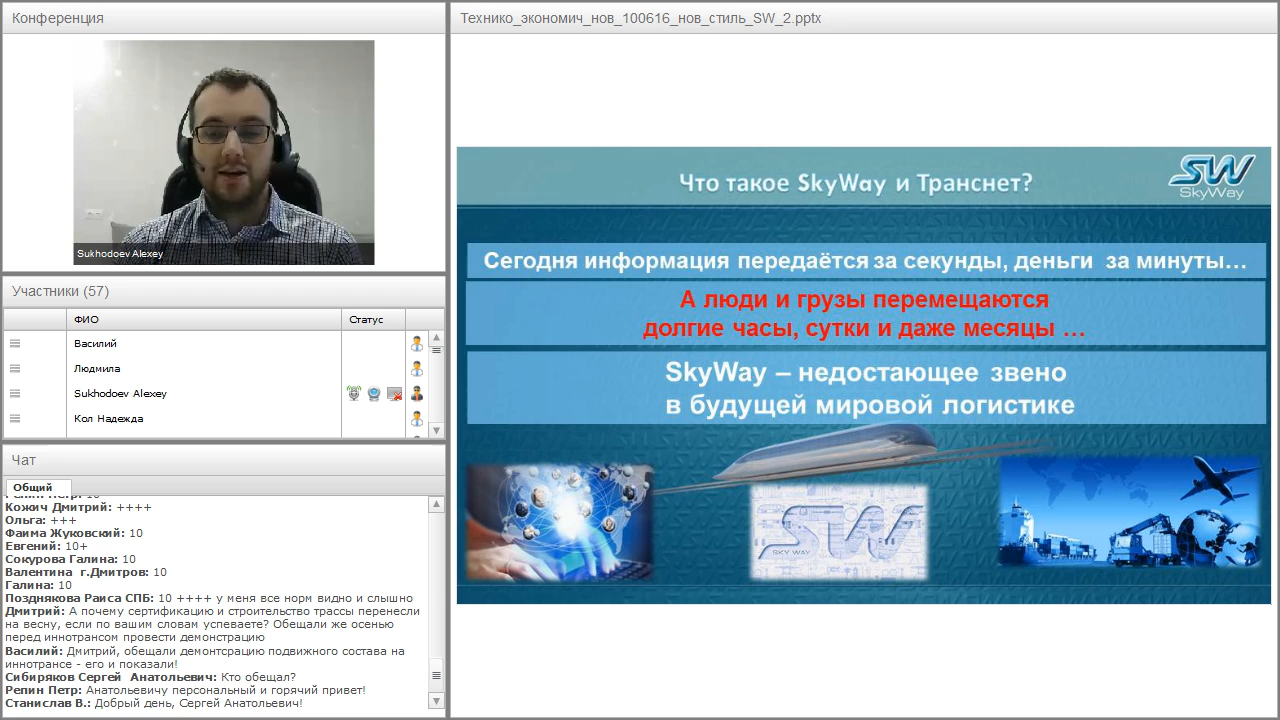 Конференция
Sukhodoev Alexey
Участники (57)
ФИО
Статус
Василий
Людмила
Sukhodoev Alexey
Кол Надежда
Чат
Общий
Кожич Дмитрий: ++++
Ольга: +++
Фаима Жуковский: 10
Евгений: 10+
Сокурова Галина: 10
Валентина г.Дмитров: 10
Галина: 10
Позднякова Раиса СПБ: 10 ++++ у меня все норм видно и слышно
Дмитрий: А почему сертификацию и строительство трассы перенесли
на весну, если по вашим словам успеваете? Обещали же осенью
перед иннотрансом провести демонстрацию
Василий: Дмитрий, обещали демонтсрацию подвижного состава на
иннотрансе - его и показали!
Сибиряков Сергей Анатольевич: Кто обещал?
Репин Петр: Анатольевичу персональный и горячий привет!
Станислав В.: Добрый день, Сергей Анатольевич!
Технико_экономич_нов_100616_нов_стиль_SW_2.pptx
Что такое SkyWay и Транснет?
SW
SkyWay
Сегодня информация передаётся за секунды, деньги за минуты...
А люди и грузы перемещаются
долгие часы, сутки и даже месяцы ...
SkyWay – недостающее звено
в будущей мировой логистике
SW
SKY WAY